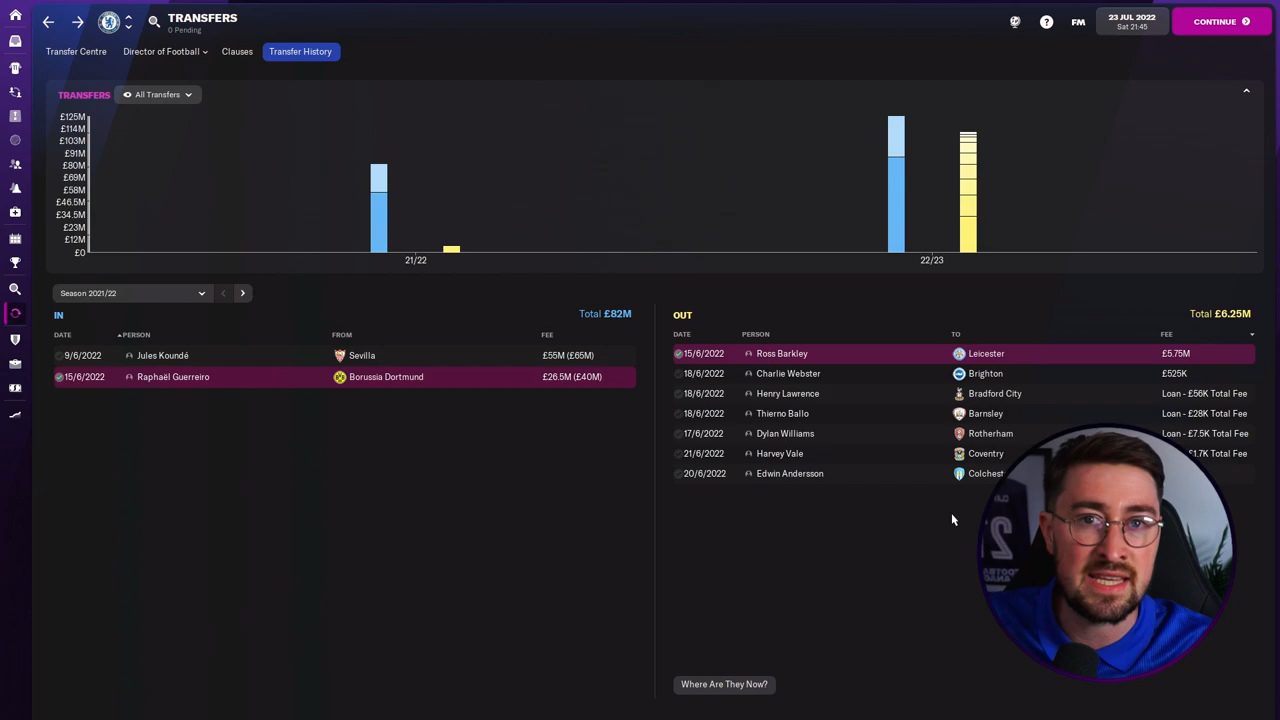 TRANSFERS
0 Pending
FM
23 JUL 2022
Sat 21:45
CONTINUE
Transfer Centre
Director of Football
Clauses
Transfer History
TRANSFERS
All Transfers
£125M
£114M
£103M
£91M
£80M
£69M
£58M
£46.5M
£34.5M
£23M
£12M
£0
21/22
22/23
Season 2021/22
IN
Total £82M
DATE PERSON FROM FEE
9/6/2022 Jules Koundé Sevilla £55M (£65M)
15/6/2022 Raphaël Guerreiro Borussia Dortmund £26.5M (£40M)
OUT
Total £6.25M
DATE PERSON TO FEE
15/6/2022 Ross Barkley Leicester £5.75M
18/6/2022 Charlie Webster Brighton £525K
18/6/2022 Henry Lawrence Bradford City Loan - £56K Total Fee
18/6/2022 Thierno Ballo Barnsley Loan - £28K Total Fee
17/6/2022 Dylan Williams Rotherham Loan - £7.5K Total Fee
21/6/2022 Harvey Vale Coventry £1.7K Total Fee
20/6/2022 Edwin Andersson Colchest
Where Are They Now?